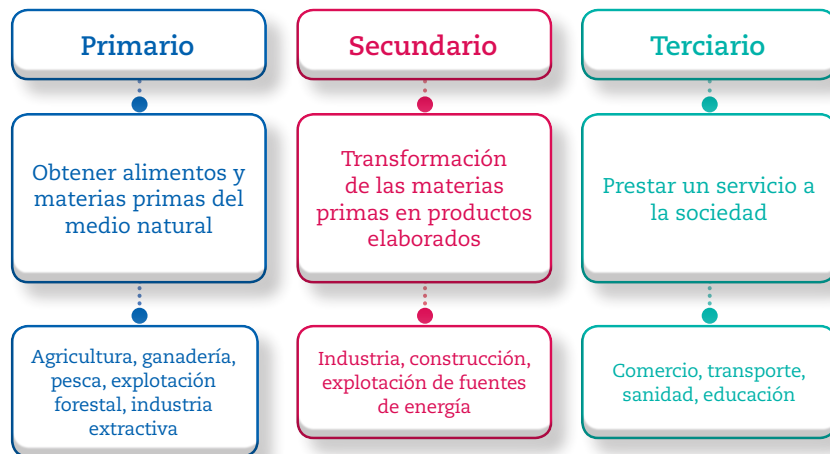 Primario
Secundario
Terciario
Obtener alimentos y
materias primas del
medio natural
Transformación
de las materias
primas en productos
elaborados
Prestar un servicio a
la sociedad
Agricultura, ganadería,
pesca, explotación
forestal, industria
extractiva
Industria, construcción,
explotación de fuentes
de energía
Comercio, transporte,
sanidad, educación